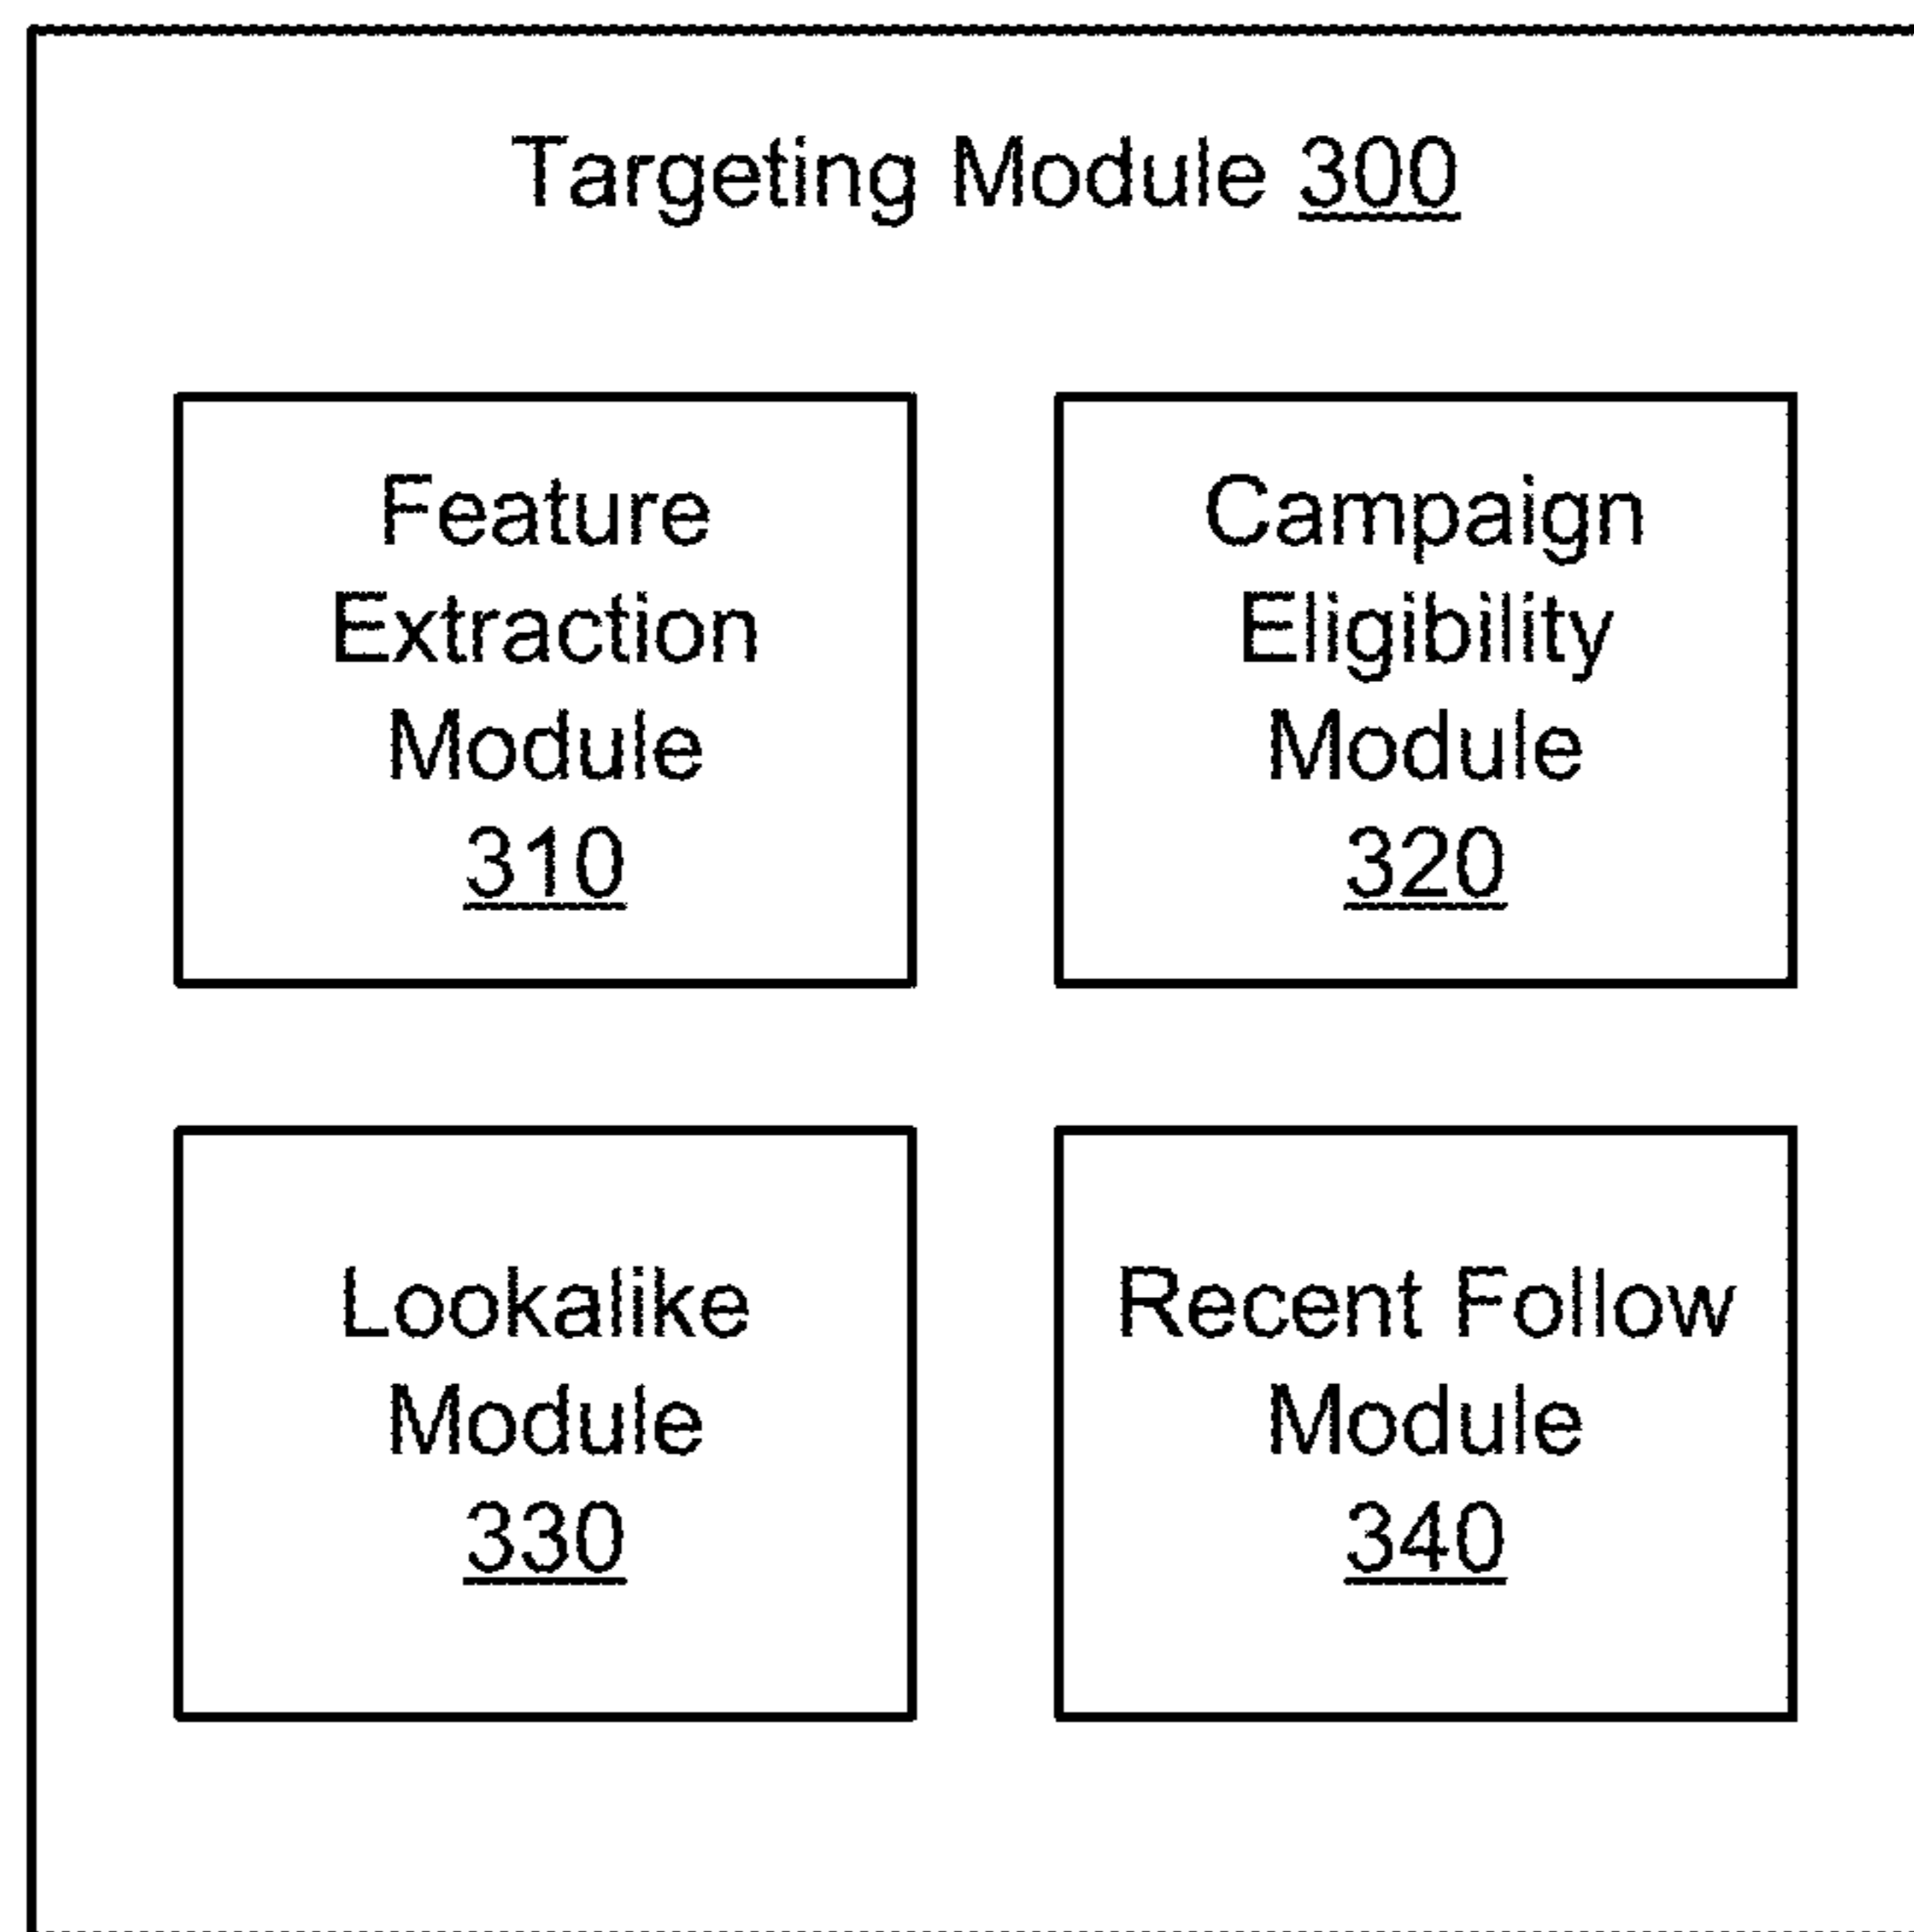 Targeting Module 300
Feature
Extraction
Module
310
Campaign
Eligibility
Module
320
Lookalike
Module
330
Recent Follow
Module
340